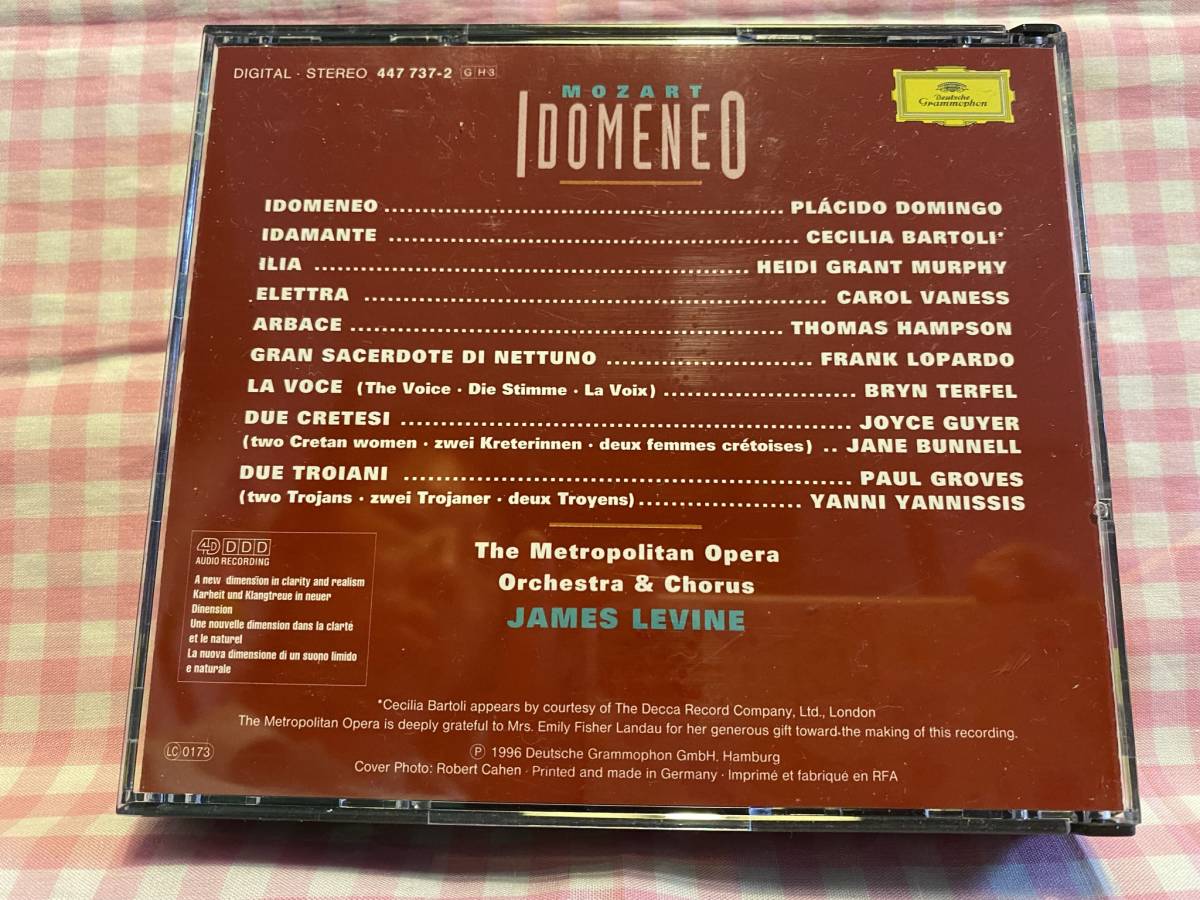 DIGITAL · STEREO 447 737-2 G H 3
Deutsche
Grammophon
MOZART
IDOMENEO
IDOMENEO ........................................................ PLÁCIDO DOMINGO
IDAMANTE ........................................................ CECILIA BARTOLI*
ILIA ............................................................. HEIDI GRANT MURPHY
ELETTRA ................................................................ CAROL VANESS
ARBACE ............................................................. THOMAS HAMPSON
GRAN SACERDOTE DI NETTUNO ............................. FRANK LOPARDO
LA VOCE (The Voice · Die Stimme · La Voix) ........................... BRYN TERFEL
DUE CRETESI ................................................................ JOYCE GUYER
(two Cretan women · zwei Kreterinnen · deux femmes crétoises) .. JANE BUNNELL
DUE TROIANI ............................................................... PAUL GROVES
(two Trojans · zwei Trojaner · deux Troyens) ....................... YANNI YANNISSIS
The Metropolitan Opera
Orchestra & Chorus
JAMES LEVINE
4D DDD
AUDIO RECORDING
A new dimension in clarity and realism
Karheit und Klangtreue in neuer
Dinension
Une nouvelle dimension dans la clarté
et le naturel
La nuova dimensione di un suono limido
e naturale
*Cecilia Bartoli appears by courtesy of The Decca Record Company, Ltd., London
The Metropolitan Opera is deeply grateful to Mrs. Emily Fisher Landau for her generous gift toward the making of this recording.
LC 0173
℗ 1996 Deutsche Grammophon GmbH, Hamburg
Cover Photo: Robert Cahen · Printed and made in Germany · Imprimé et fabriqué en RFA